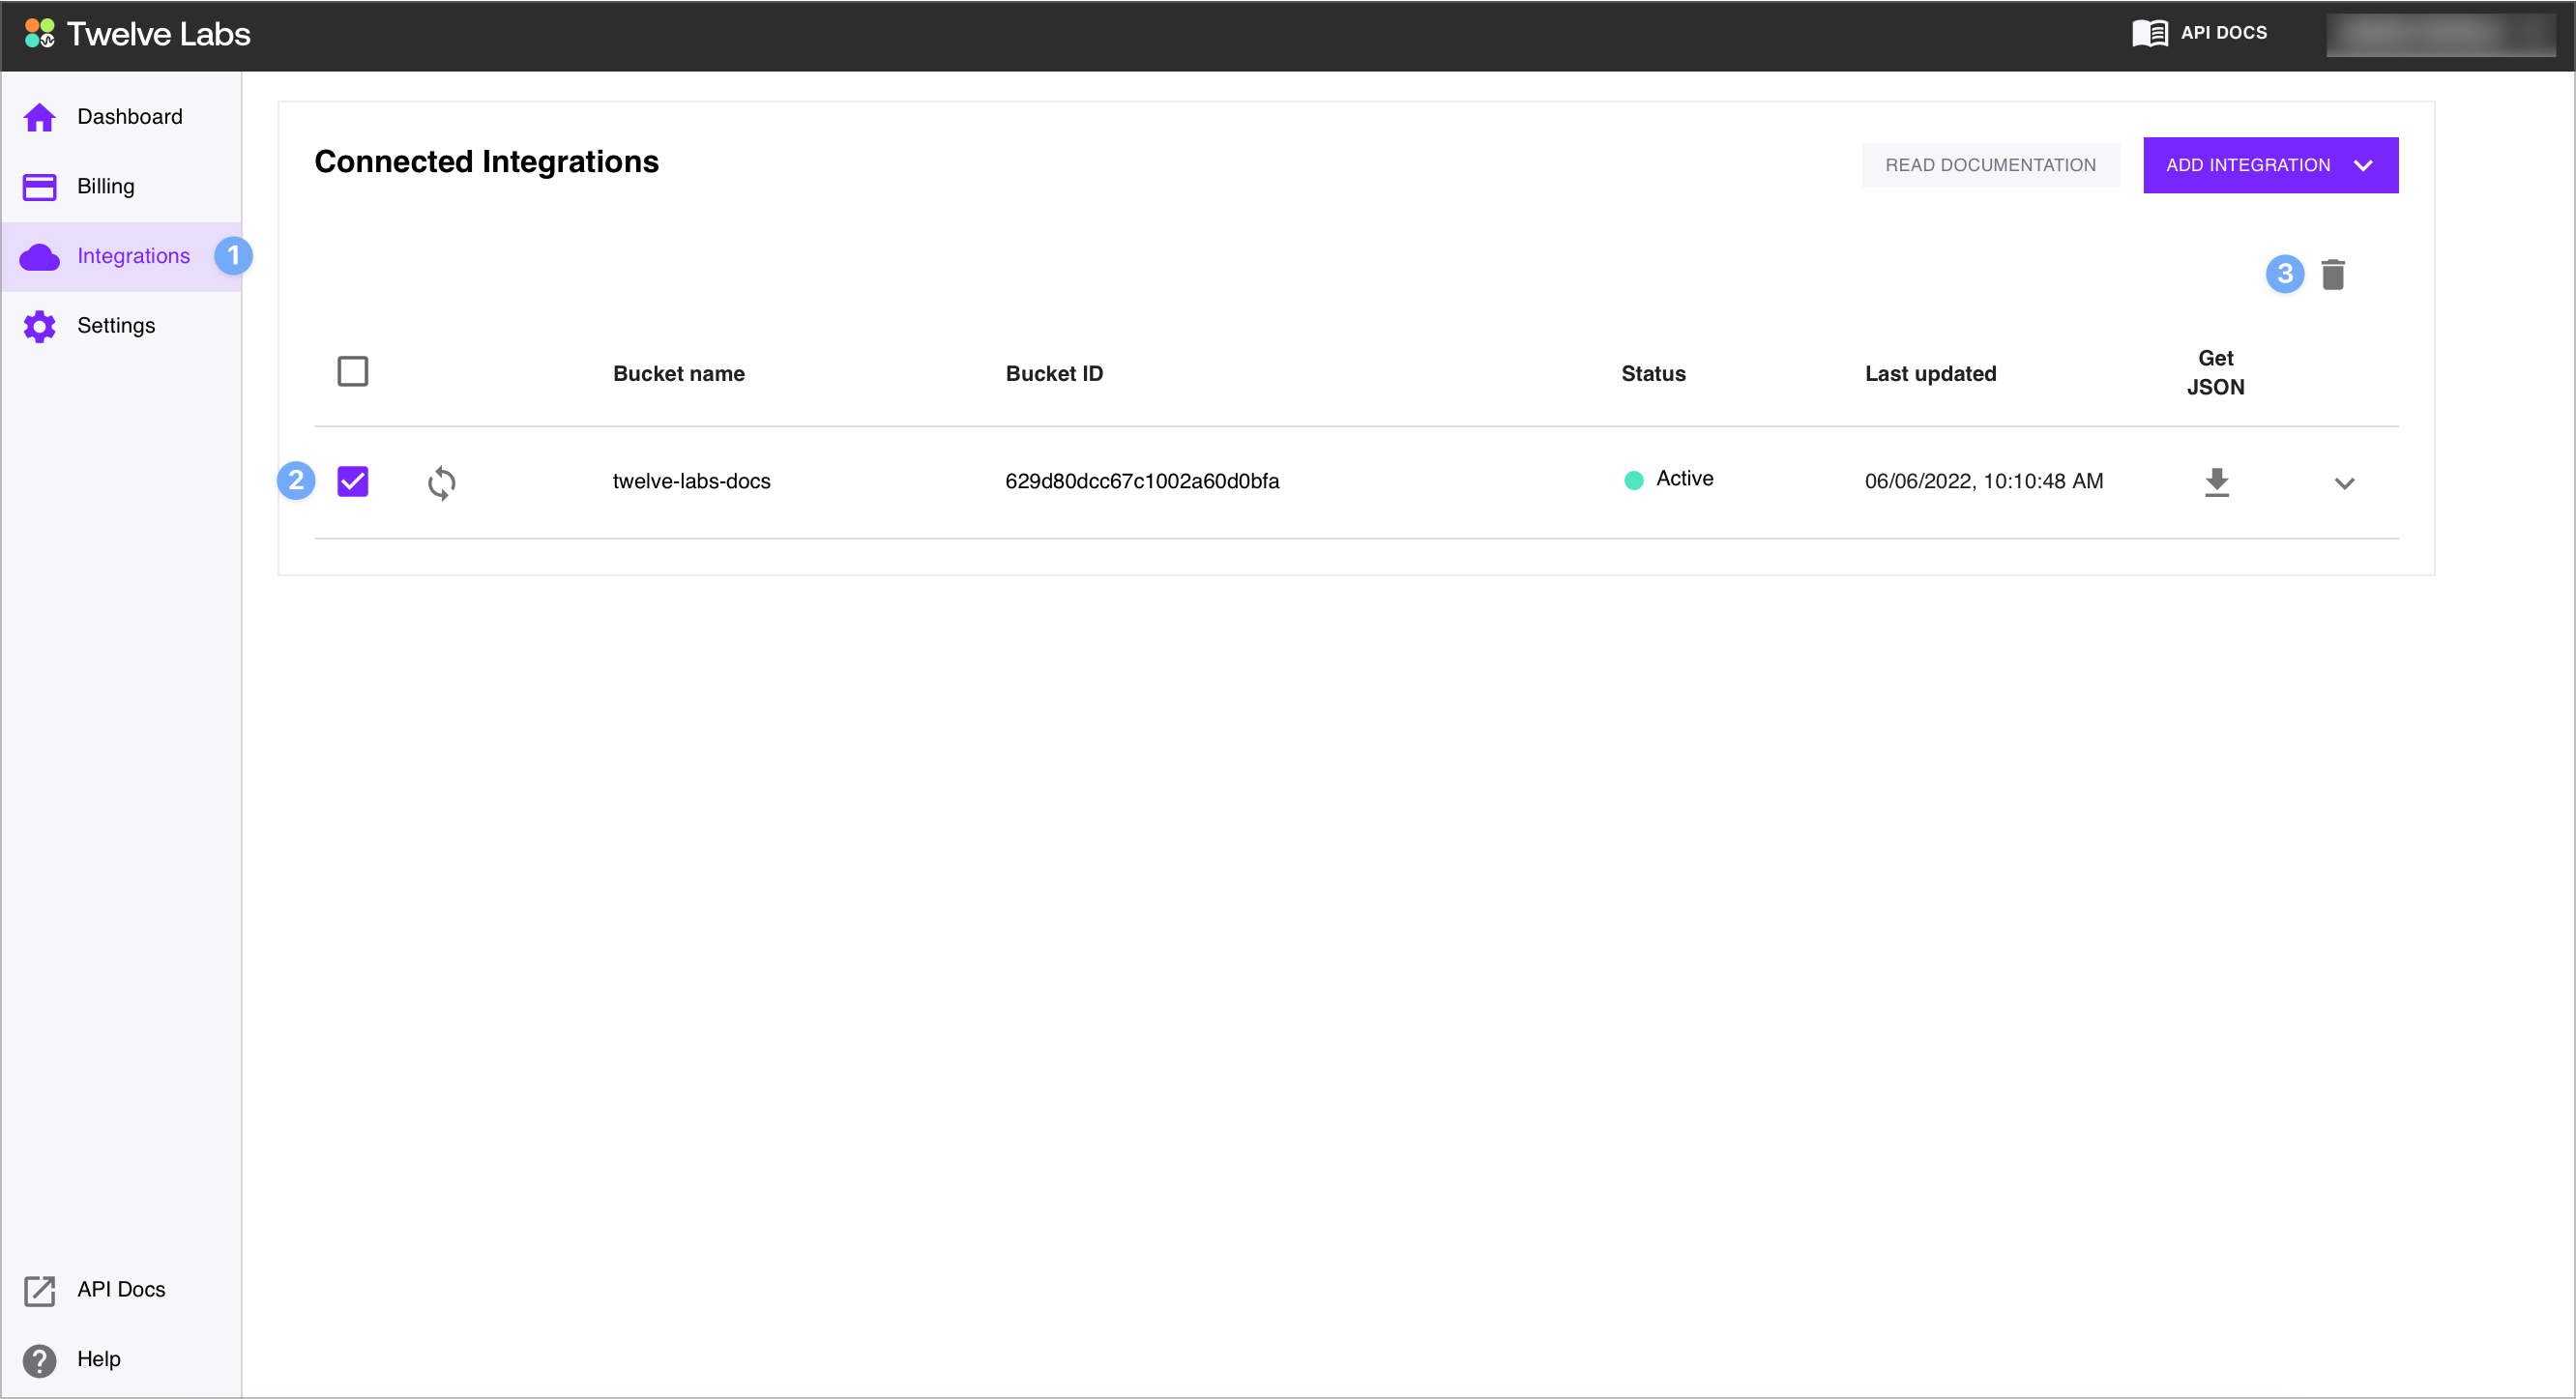 Twelve Labs
API DOCS
Dashboard
Billing
Integrations
1
Settings
Connected Integrations
READ DOCUMENTATION
ADD INTEGRATION
3
Bucket name
Bucket ID
Status
Last updated
Get
JSON
2
twelve-labs-docs
629d80dcc67c1002a60d0bfa
Active
06/06/2022, 10:10:48 AM
API Docs
Help